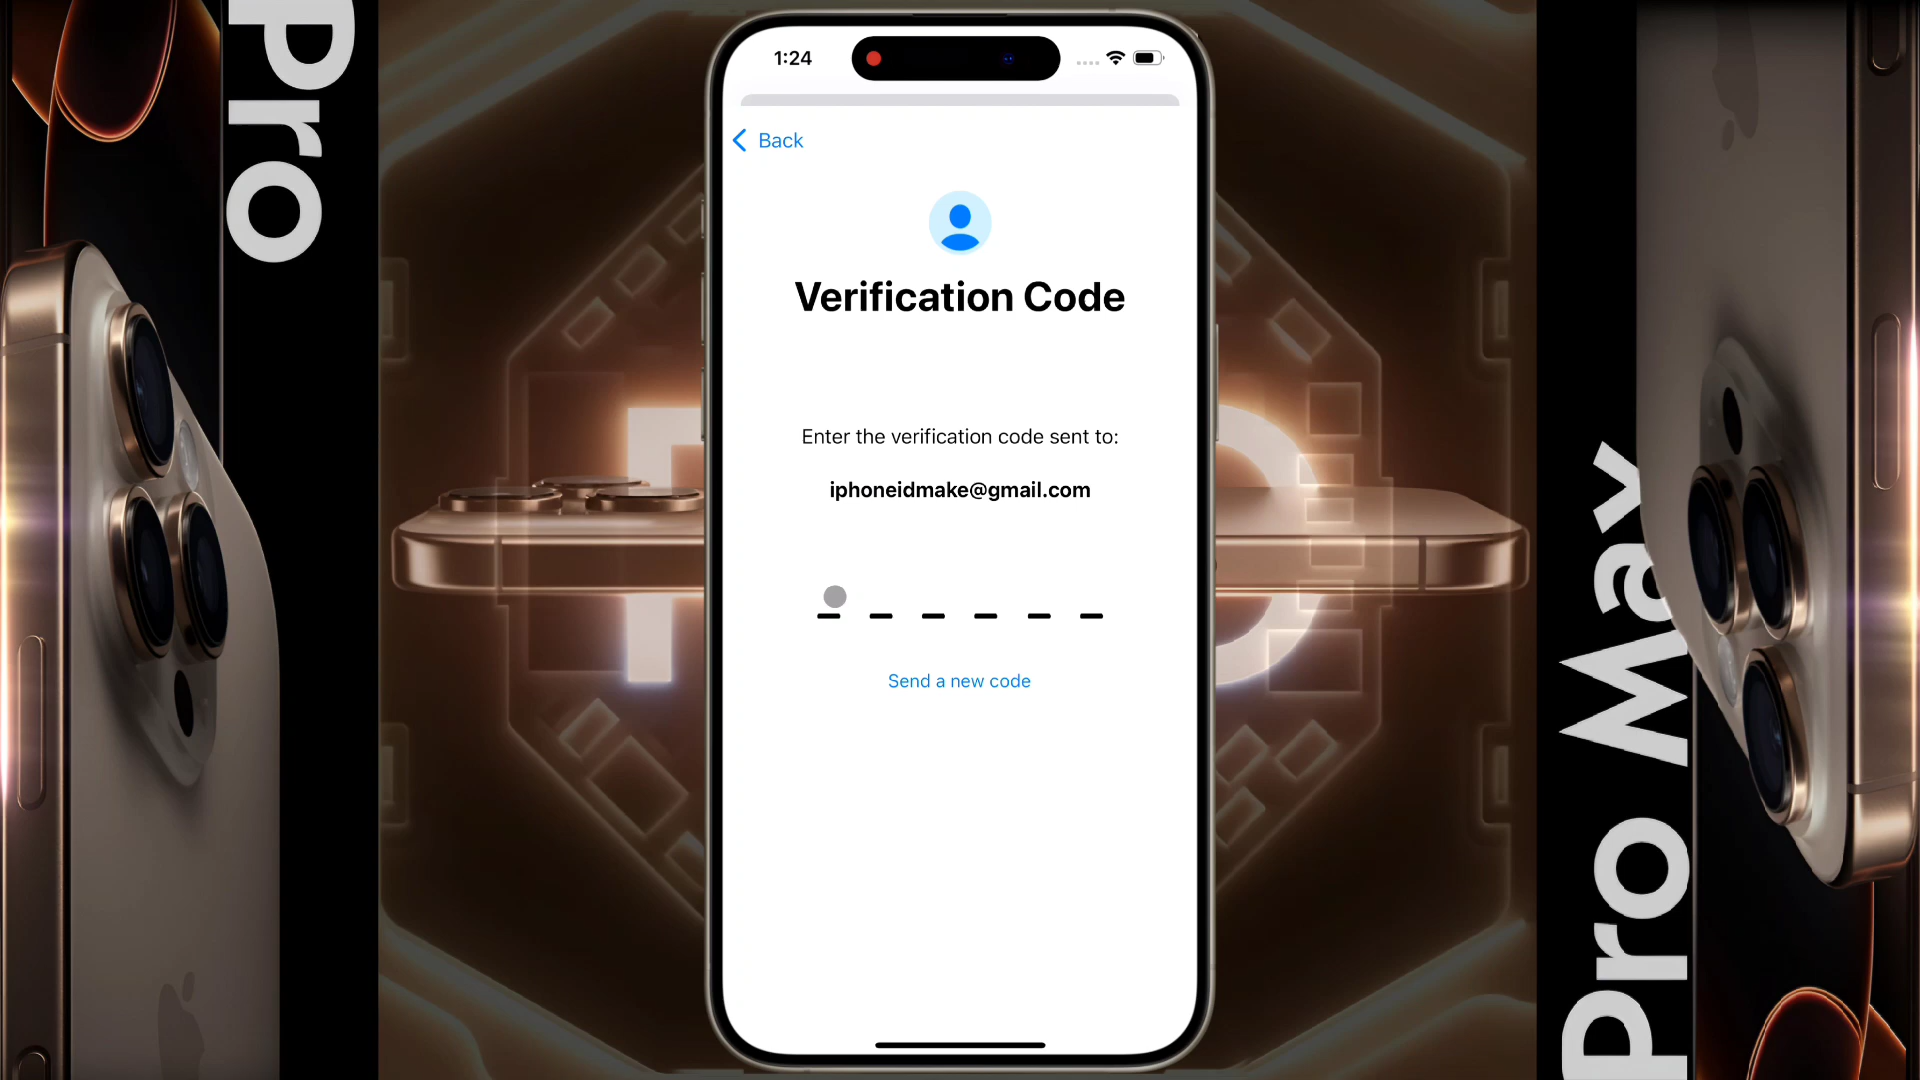 Pro
1:24
Back
Verification Code
Enter the verification code sent to:
iphoneidmake@gmail.com
Send a new code
Pro Max